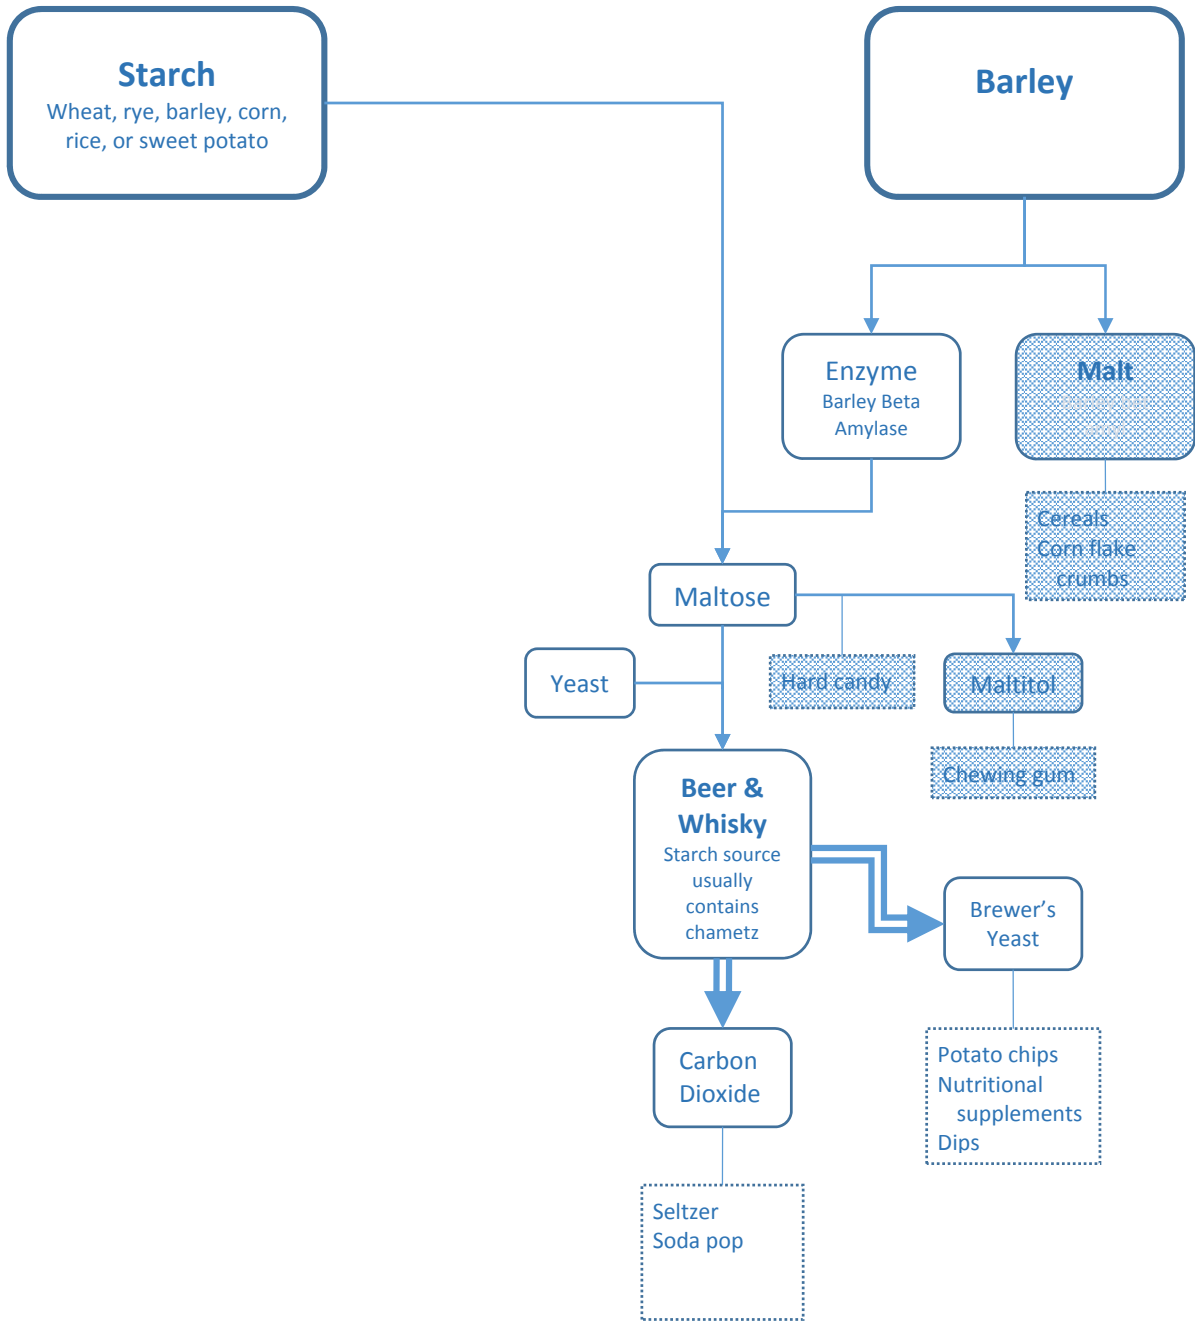 Starch
Wheat, rye, barley, corn,
rice, or sweet potato
Barley
Enzyme
Barley Beta
Amylase
Malt
Cereals
Corn flake
crumbs
Maltose
Yeast
Hard candy
Maltitol
Chewing gum
Beer &
Whisky
Starch source
usually
contains
chametz
Brewer’s
Yeast
Carbon
Dioxide
Potato chips
Nutritional
supplements
Dips
Seltzer
Soda pop